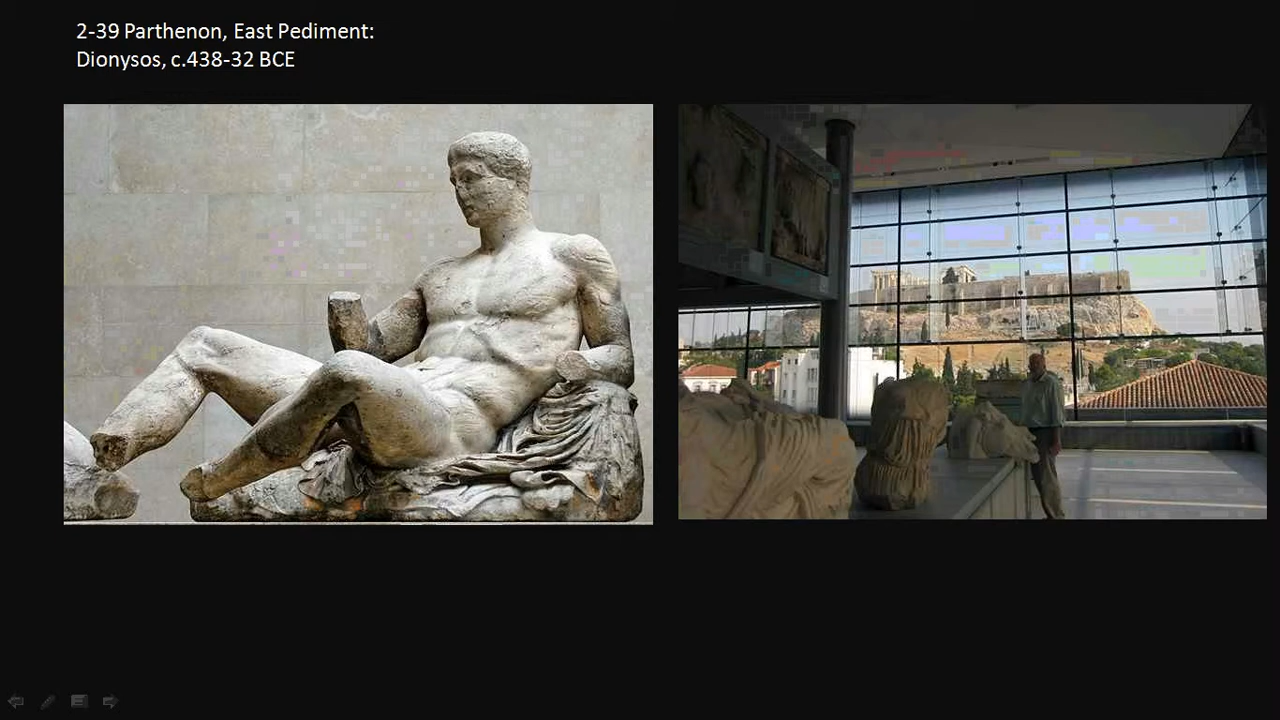 2-39 Parthenon, East Pediment:
Dionysos, c.438-32 BCE